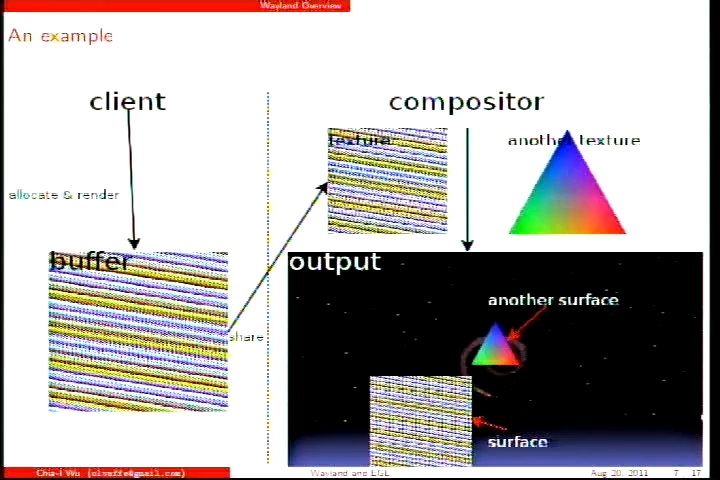 Wayland Overview
An example
client
compositor
texture
another texture
allocate & render
buffer
output
another surface
share
surface
Chia-I Wu (olvaffe@gmail.com)
Wayland and EGL
Aug 20, 2011
7 17